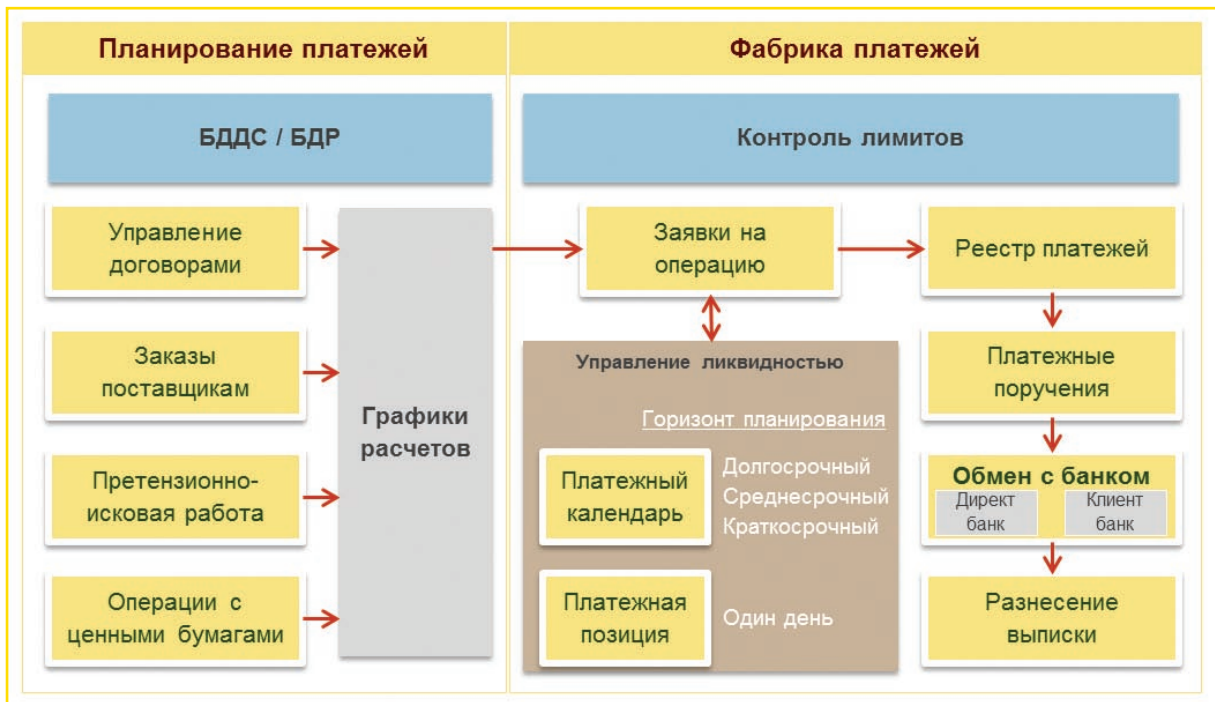 Планирование платежей
БДДС / БДР
Управление
договорами
Заказы
поставщикам
Претензионно-
исковая работа
Операции с
ценными бумагами
Графики
расчетов
Фабрика платежей
Контроль лимитов
Заявки на
операцию
Управление ликвидностью
Горизонт планирования
Платежный
календарь
Долгосрочный
Среднесрочный
Краткосрочный
Платежная
позиция
Один день
Реестр платежей
Платежные
поручения
Обмен с банком
Директ
банк
Клиент
банк
Разнесение
выписки